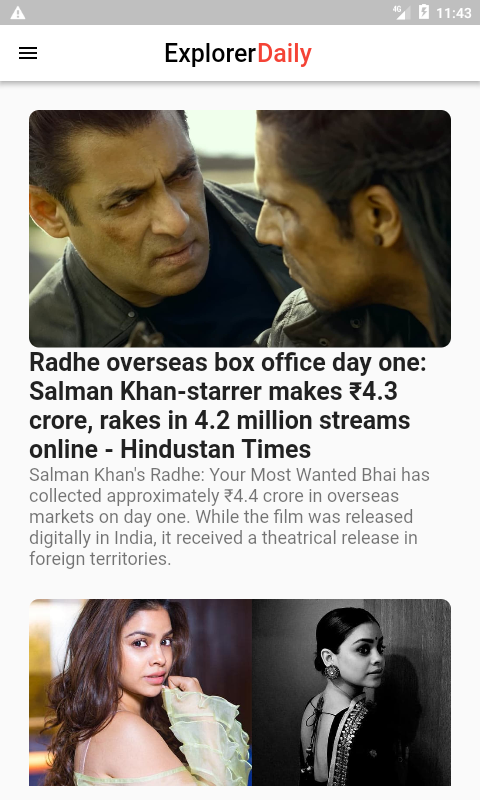 4G 11:43
ExplorerDaily
Radhe overseas box office day one:
Salman Khan-starrer makes ₹4.3
crore, rakes in 4.2 million streams
online - Hindustan Times
Salman Khan's Radhe: Your Most Wanted Bhai has
collected approximately ₹4.4 crore in overseas
markets on day one. While the film was released
digitally in India, it received a theatrical release in
foreign territories.